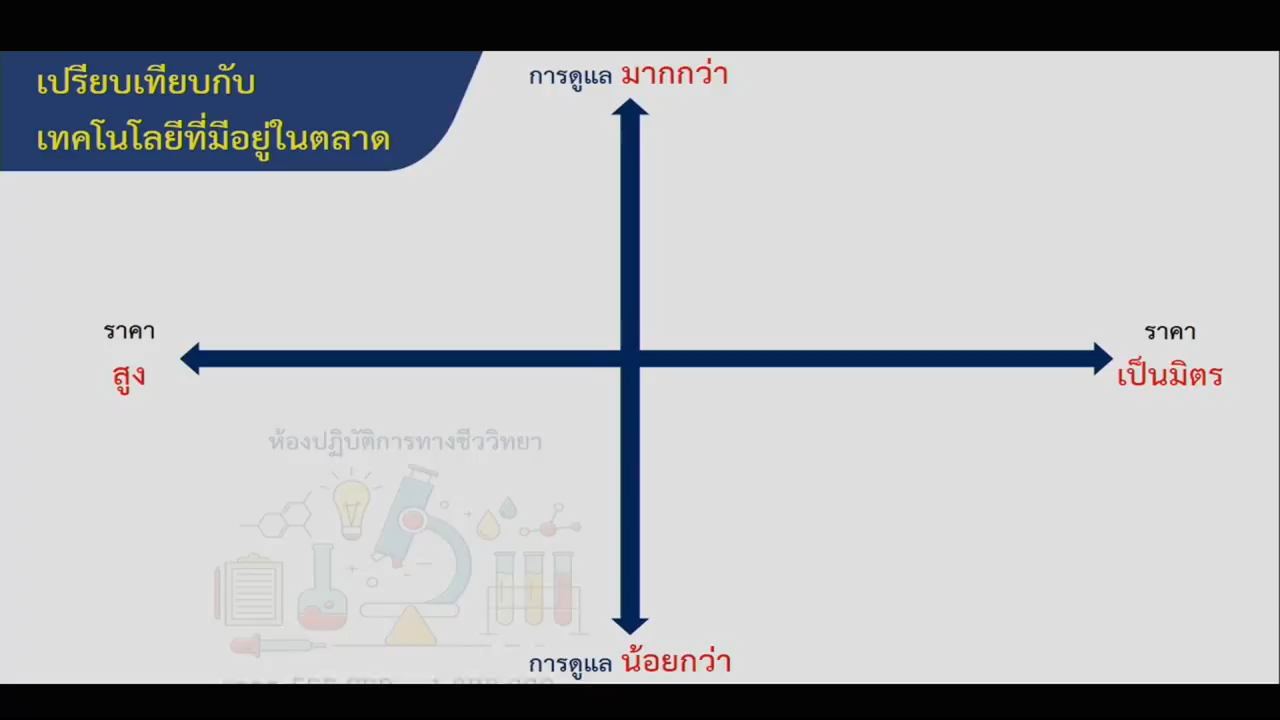 เปรียบเทียบกับ
เทคโนโลยีที่มีอยู่ในตลาด
การดูแล มากกว่า
ราคา
สูง
ราคา
เป็นมิตร
ห้องปฏิบัติการทางชีววิทยา
การดูแล น้อยกว่า